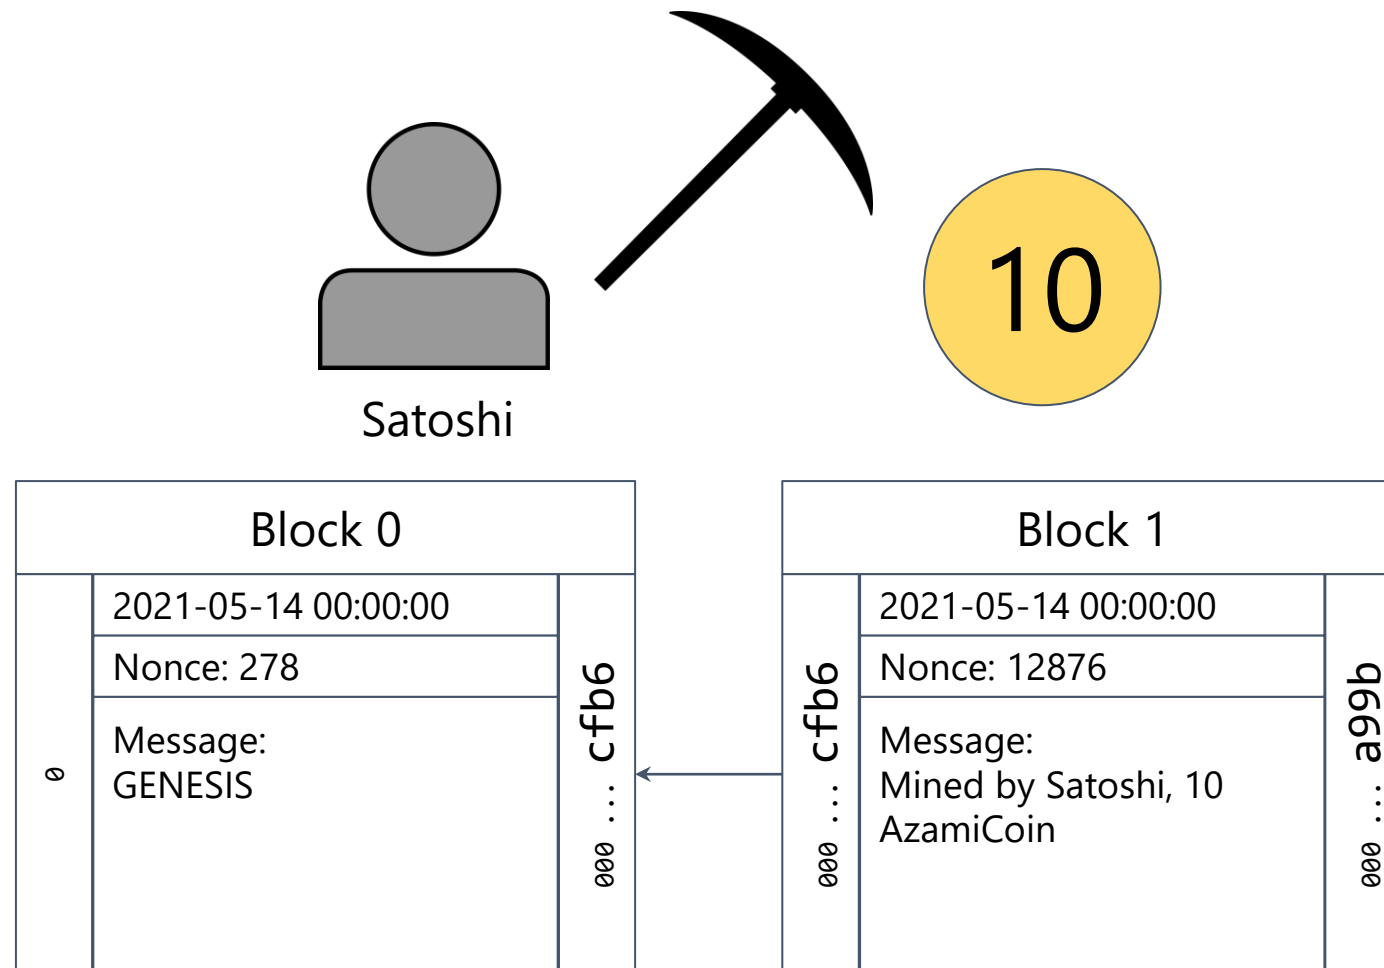 10
Satoshi
Block 0
0
2021-05-14 00:00:00
Nonce: 278
Message:
GENESIS
000 ... cfb6
Block 1
000 ... cfb6
2021-05-14 00:00:00
Nonce: 12876
Message:
Mined by Satoshi, 10
AzamiCoin
000 ... a99b